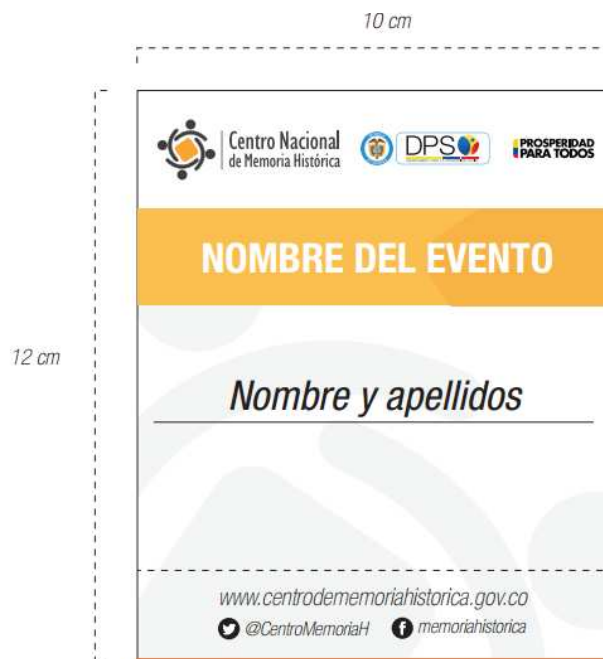 10 cm
Centro Nacional
de Memoria Histórica
DPS
PROSPERIDAD
PARA TODOS
NOMBRE DEL EVENTO
12 cm
Nombre y apellidos
www.centrodememoriahistorica.gov.co
@CentroMemoriaH memoriahistorica